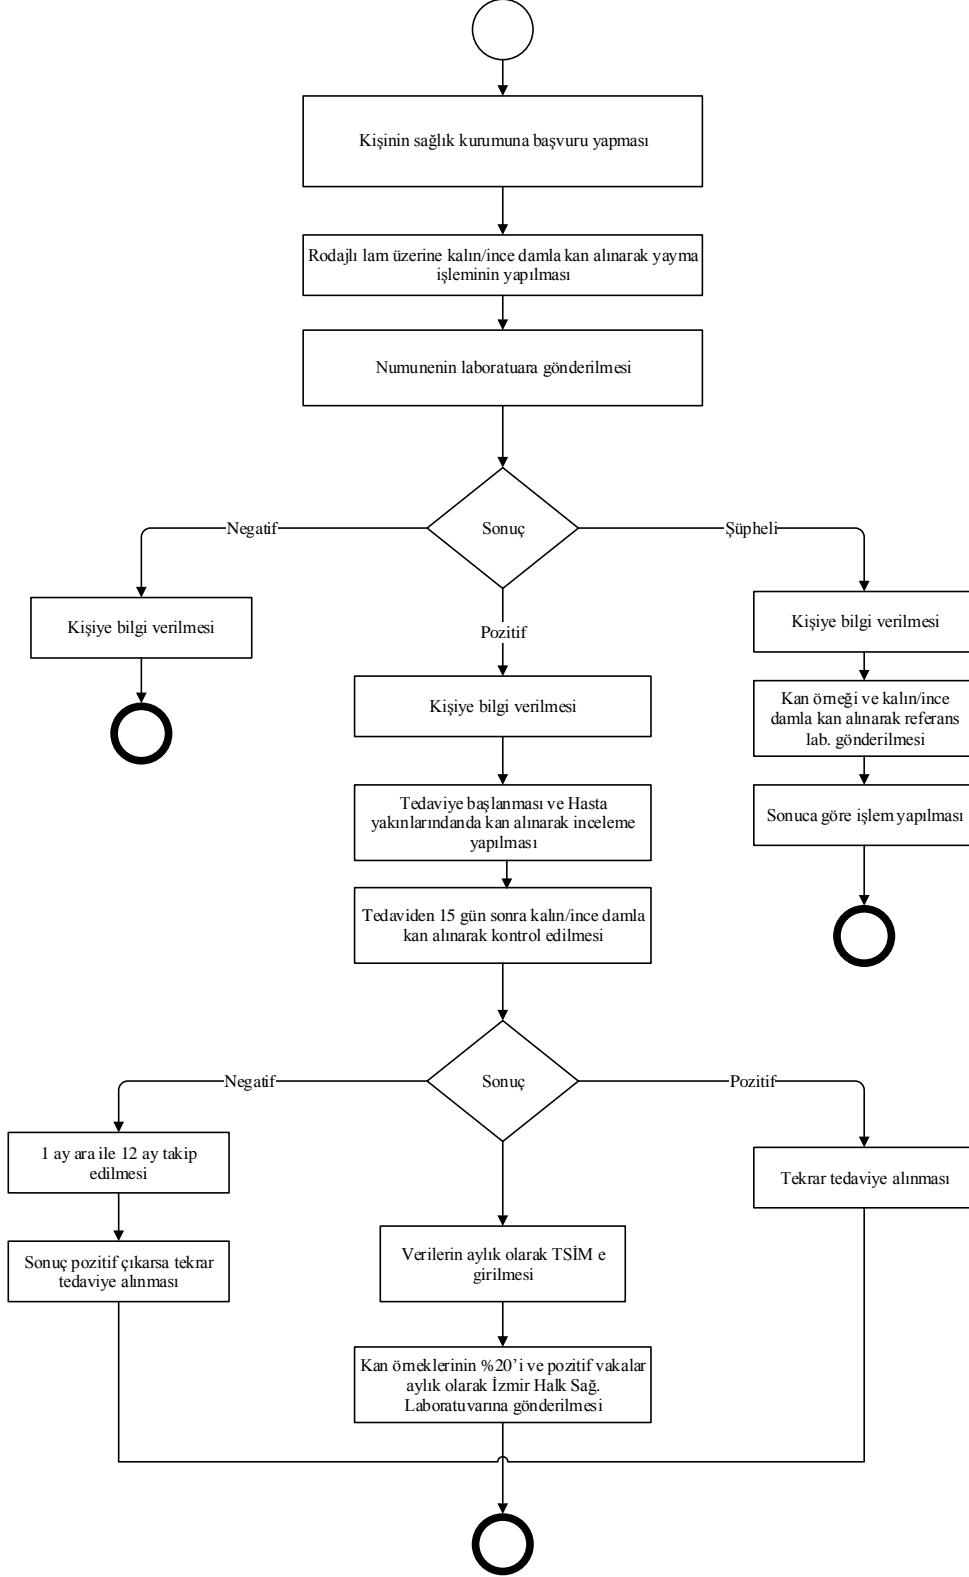 Kişinin sağlık kurumuna başvuru yapması
Rodajlı lam üzerine kalın/ince damla kan alınarak yayma
işleminin yapılması
Numunenin laboratuara gönderilmesi
Negatif
Sonuç
Şüpheli
Kişiye bilgi verilmesi
Pozitif
Kişiye bilgi verilmesi
Kişiye bilgi verilmesi
Kan örneği ve kalın/ince
damla kan alınarak referans
lab. gönderilmesi
Tedaviye başlanması ve Hasta
yakınlarındanda kan alınarak inceleme
yapılması
Sonuca göre işlem yapılması
Tedaviden 15 gün sonra kalın/ince damla
kan alınarak kontrol edilmesi
Negatif
Sonuç
Pozitif
1 ay ara ile 12 ay takip
edilmesi
Tekrar tedaviye alınması
Sonuç pozitif çıkarsa tekrar
tedaviye alınması
Verilerin aylık olarak TSİM e
girilmesi
Kan örneklerinin %20’i ve pozitif vakalar
aylık olarak İzmir Halk Sağ.
Laboratuvarına gönderilmesi